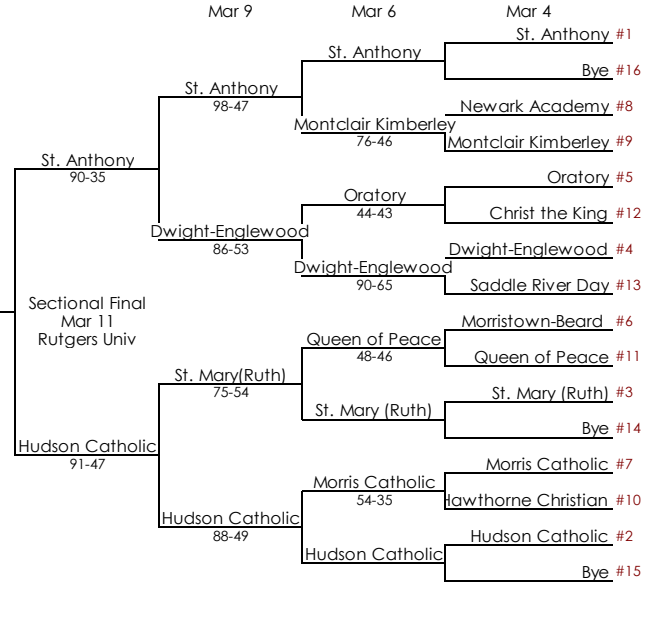 Mar 9 Mar 6 Mar 4
St. Anthony #1
St. Anthony
Bye #16
St. Anthony
98-47
Newark Academy #8
Montclair Kimberley
76-46
Montclair Kimberley #9
St. Anthony
90-35
Oratory #5
Oratory
44-43
Christ the King #12
Dwight-Englewood
86-53
Dwight-Englewood #4
Dwight-Englewood
90-65
Saddle River Day #13
Sectional Final
Mar 11
Rutgers Univ
Morristown-Beard #6
Queen of Peace
48-46
Queen of Peace #11
St. Mary(Ruth)
75-54
St. Mary (Ruth) #3
St. Mary (Ruth)
Bye #14
Hudson Catholic
91-47
Morris Catholic #7
Morris Catholic
54-35
Hawthorne Christian #10
Hudson Catholic
88-49
Hudson Catholic #2
Hudson Catholic
Bye #15